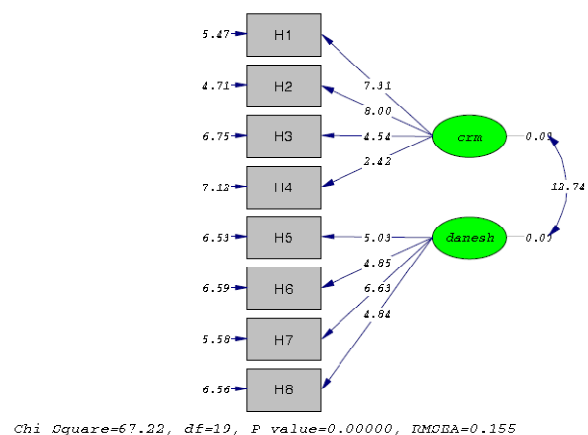 5.47 H1
7.31
4.71 H2
8.00
6.75 H3 4.54 crm 0.00
2.42
7.12 H4 12.74
6.53 H5 5.03 danesh 0.00
4.85
6.59 H6 6.63
4.84
5.58 H7
6.56 H8
Chi Square=67.22, df=19, P value=0.00000, RMSEA=0.155